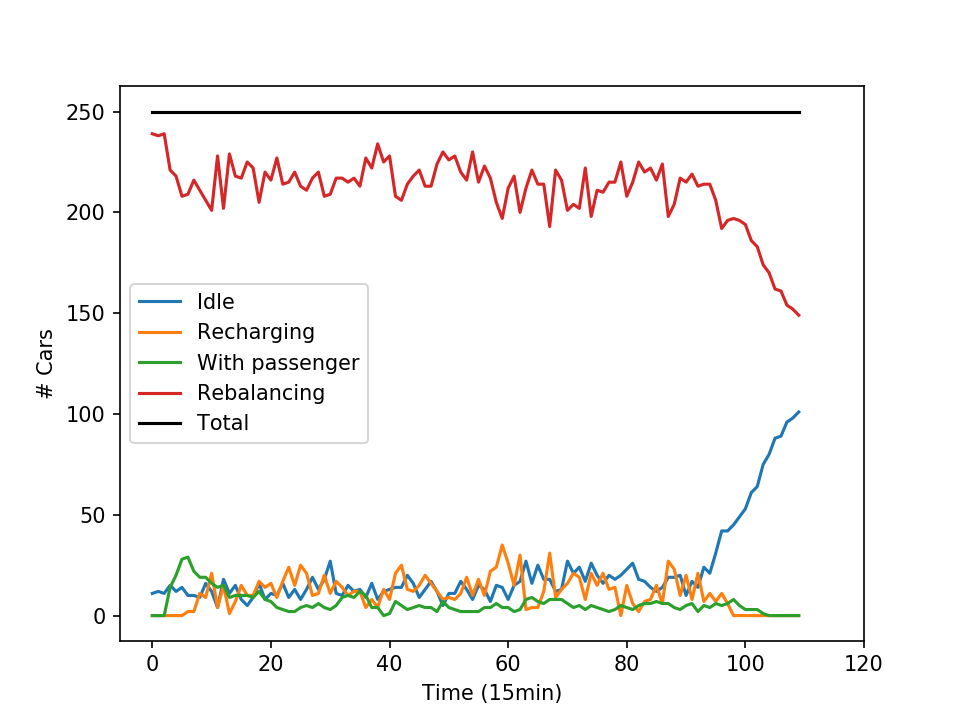 250
200
150
100
50
0
# Cars
Idle
Recharging
With passenger
Rebalancing
Total
0 20 40 60 80 100 120
Time (15min)